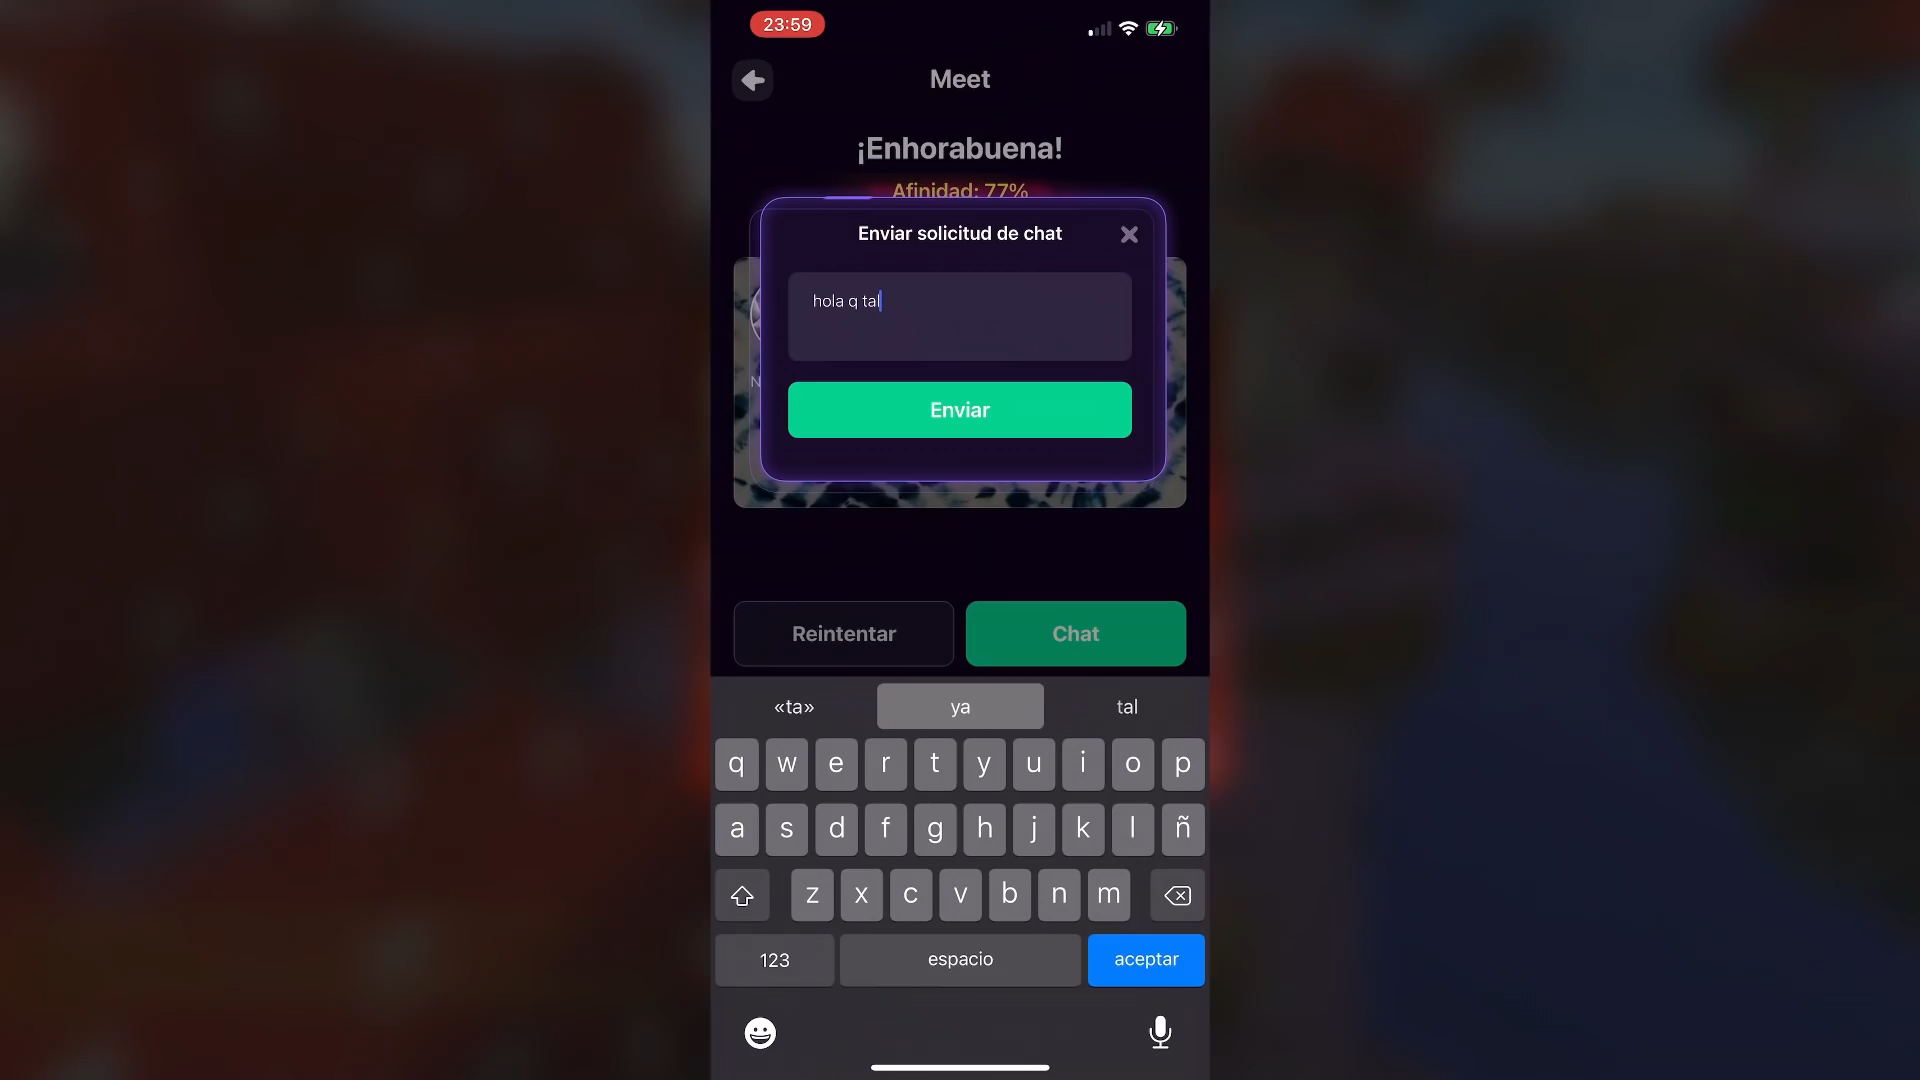 23:59
Meet
¡Enhorabuena!
Afinidad: 77%
Enviar solicitud de chat
hola q tal
N
Enviar
Reintentar
Chat
«ta» ya tal
q w e r t y u i o p
a s d f g h j k l ñ
z x c v b n m
123 espacio aceptar